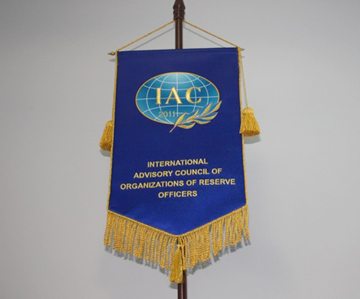 IAC
2011
INTERNATIONAL
ADVISORY COUNCIL OF
ORGANIZATIONS OF RESERVE
OFFICERS